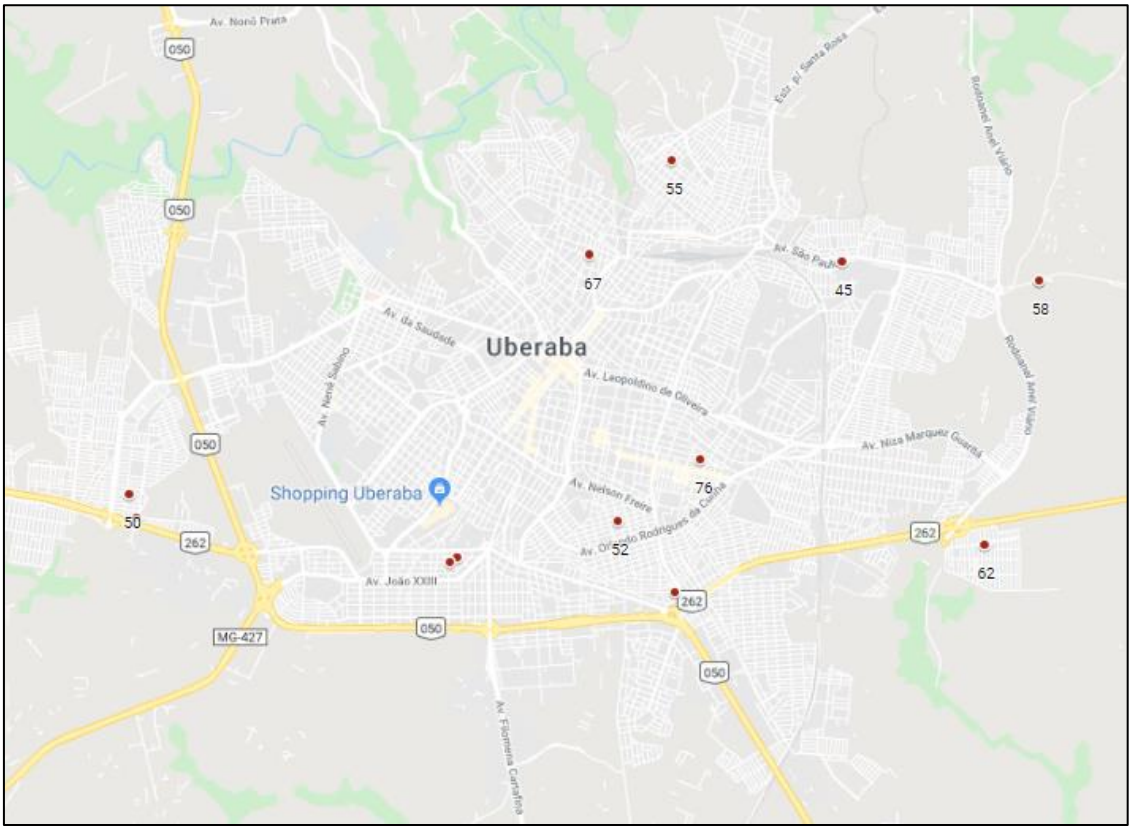 Av. Nonô Prata
050
Estr. p/ Santa Rosa
Rodoanel Anel Viário
55
050
Av. São Paul
67
45
58
Av. da Saudade
Uberaba
Av. Nenê Sabino
Av. Leopoldino de Oliveira
Rodoanel Anel Viário
050
Av. Niza Marquez Guaritá
76
Shopping Uberaba
Av. Nelson Freire
50
52
Av. Orlando Rodrigues da Cunha
262
262
62
Av. João XXIII
262
050
MG-427
050
Av. Filomena Cartafina